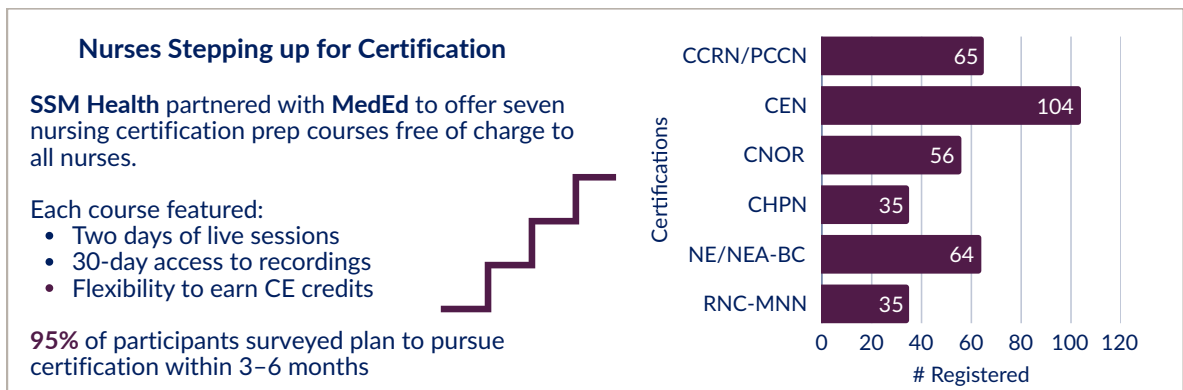 Nurses Stepping up for Certification
SSM Health partnered with MedEd to offer seven
nursing certification prep courses free of charge to
all nurses.
Each course featured:
• Two days of live sessions
• 30-day access to recordings
• Flexibility to earn CE credits
95% of participants surveyed plan to pursue
certification within 3–6 months
Certifications
CCRN/PCCN 65
CEN 104
CNOR 56
CHPN 35
NE/NEA-BC 64
RNC-MNN 35
0 20 40 60 80 100 120
# Registered